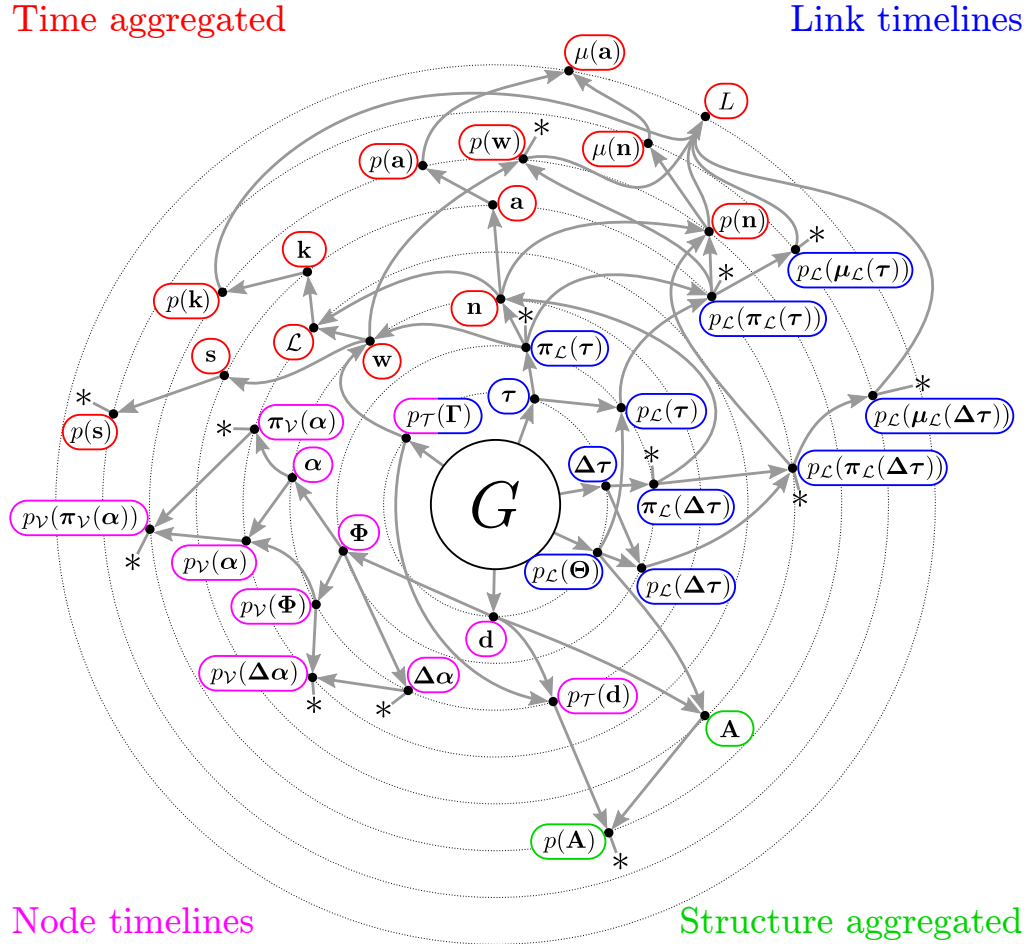 Time aggregated
Link timelines
μ(a)
L
p(w)
*
μ(n)
p(a)
a
p(n)
k
*
p_ℒ(μ_ℒ(τ))
p(k)
n
*
*
p_ℒ(π_ℒ(τ))
ℒ
s
w
π_ℒ(τ)
*
*
p(s)
τ
p_ℒ(τ)
p_ℒ(μ_ℒ(Δτ))
p_𝒯(Γ)
π_𝒱(α)
*
α
Δτ
*
p_ℒ(π_ℒ(Δτ))
G
π_ℒ(Δτ)
*
p_𝒱(π_𝒱(α))
*
p_𝒱(α)
Φ
p_ℒ(Θ)
p_ℒ(Δτ)
p_𝒱(Φ)
d
p_𝒱(Δα)
*
Δα
*
p_𝒯(d)
A
p(A)
*
Node timelines
Structure aggregated